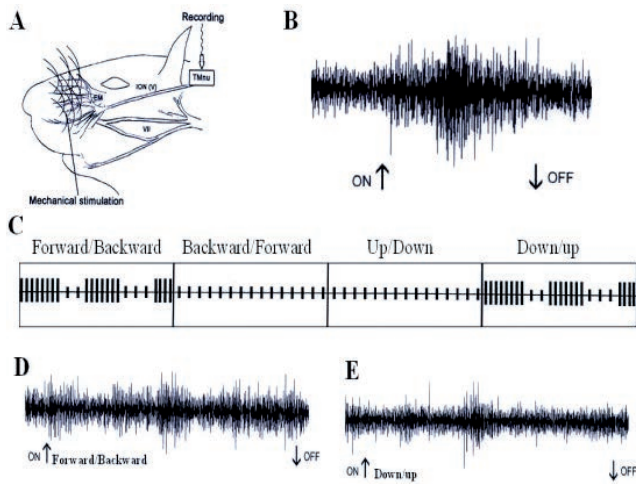 A
Recording
TMnu
ION (V)
EM
VII
Mechanical stimulation
B
ON
OFF
C
Forward/Backward
Backward/Forward
Up/Down
Down/up
D
ON
Forward/Backward
OFF
E
ON
Down/up
OFF